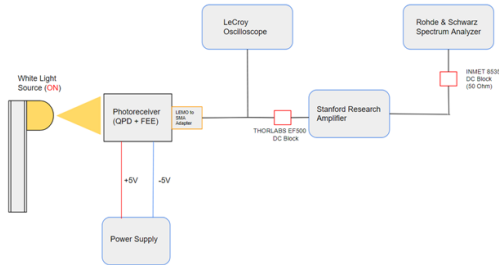 LeCroy
Oscilloscope
Rohde & Schwarz
Spectrum Analyzer
White Light
Source (ON)
INMET 8535
DC Block
(50 Ohm)
Photoreceiver
(QPD + FEE)
LEMO to
SMA
Adapter
Stanford Research
Amplifier
THORLABS EF500
DC Block
+5V
-5V
Power Supply